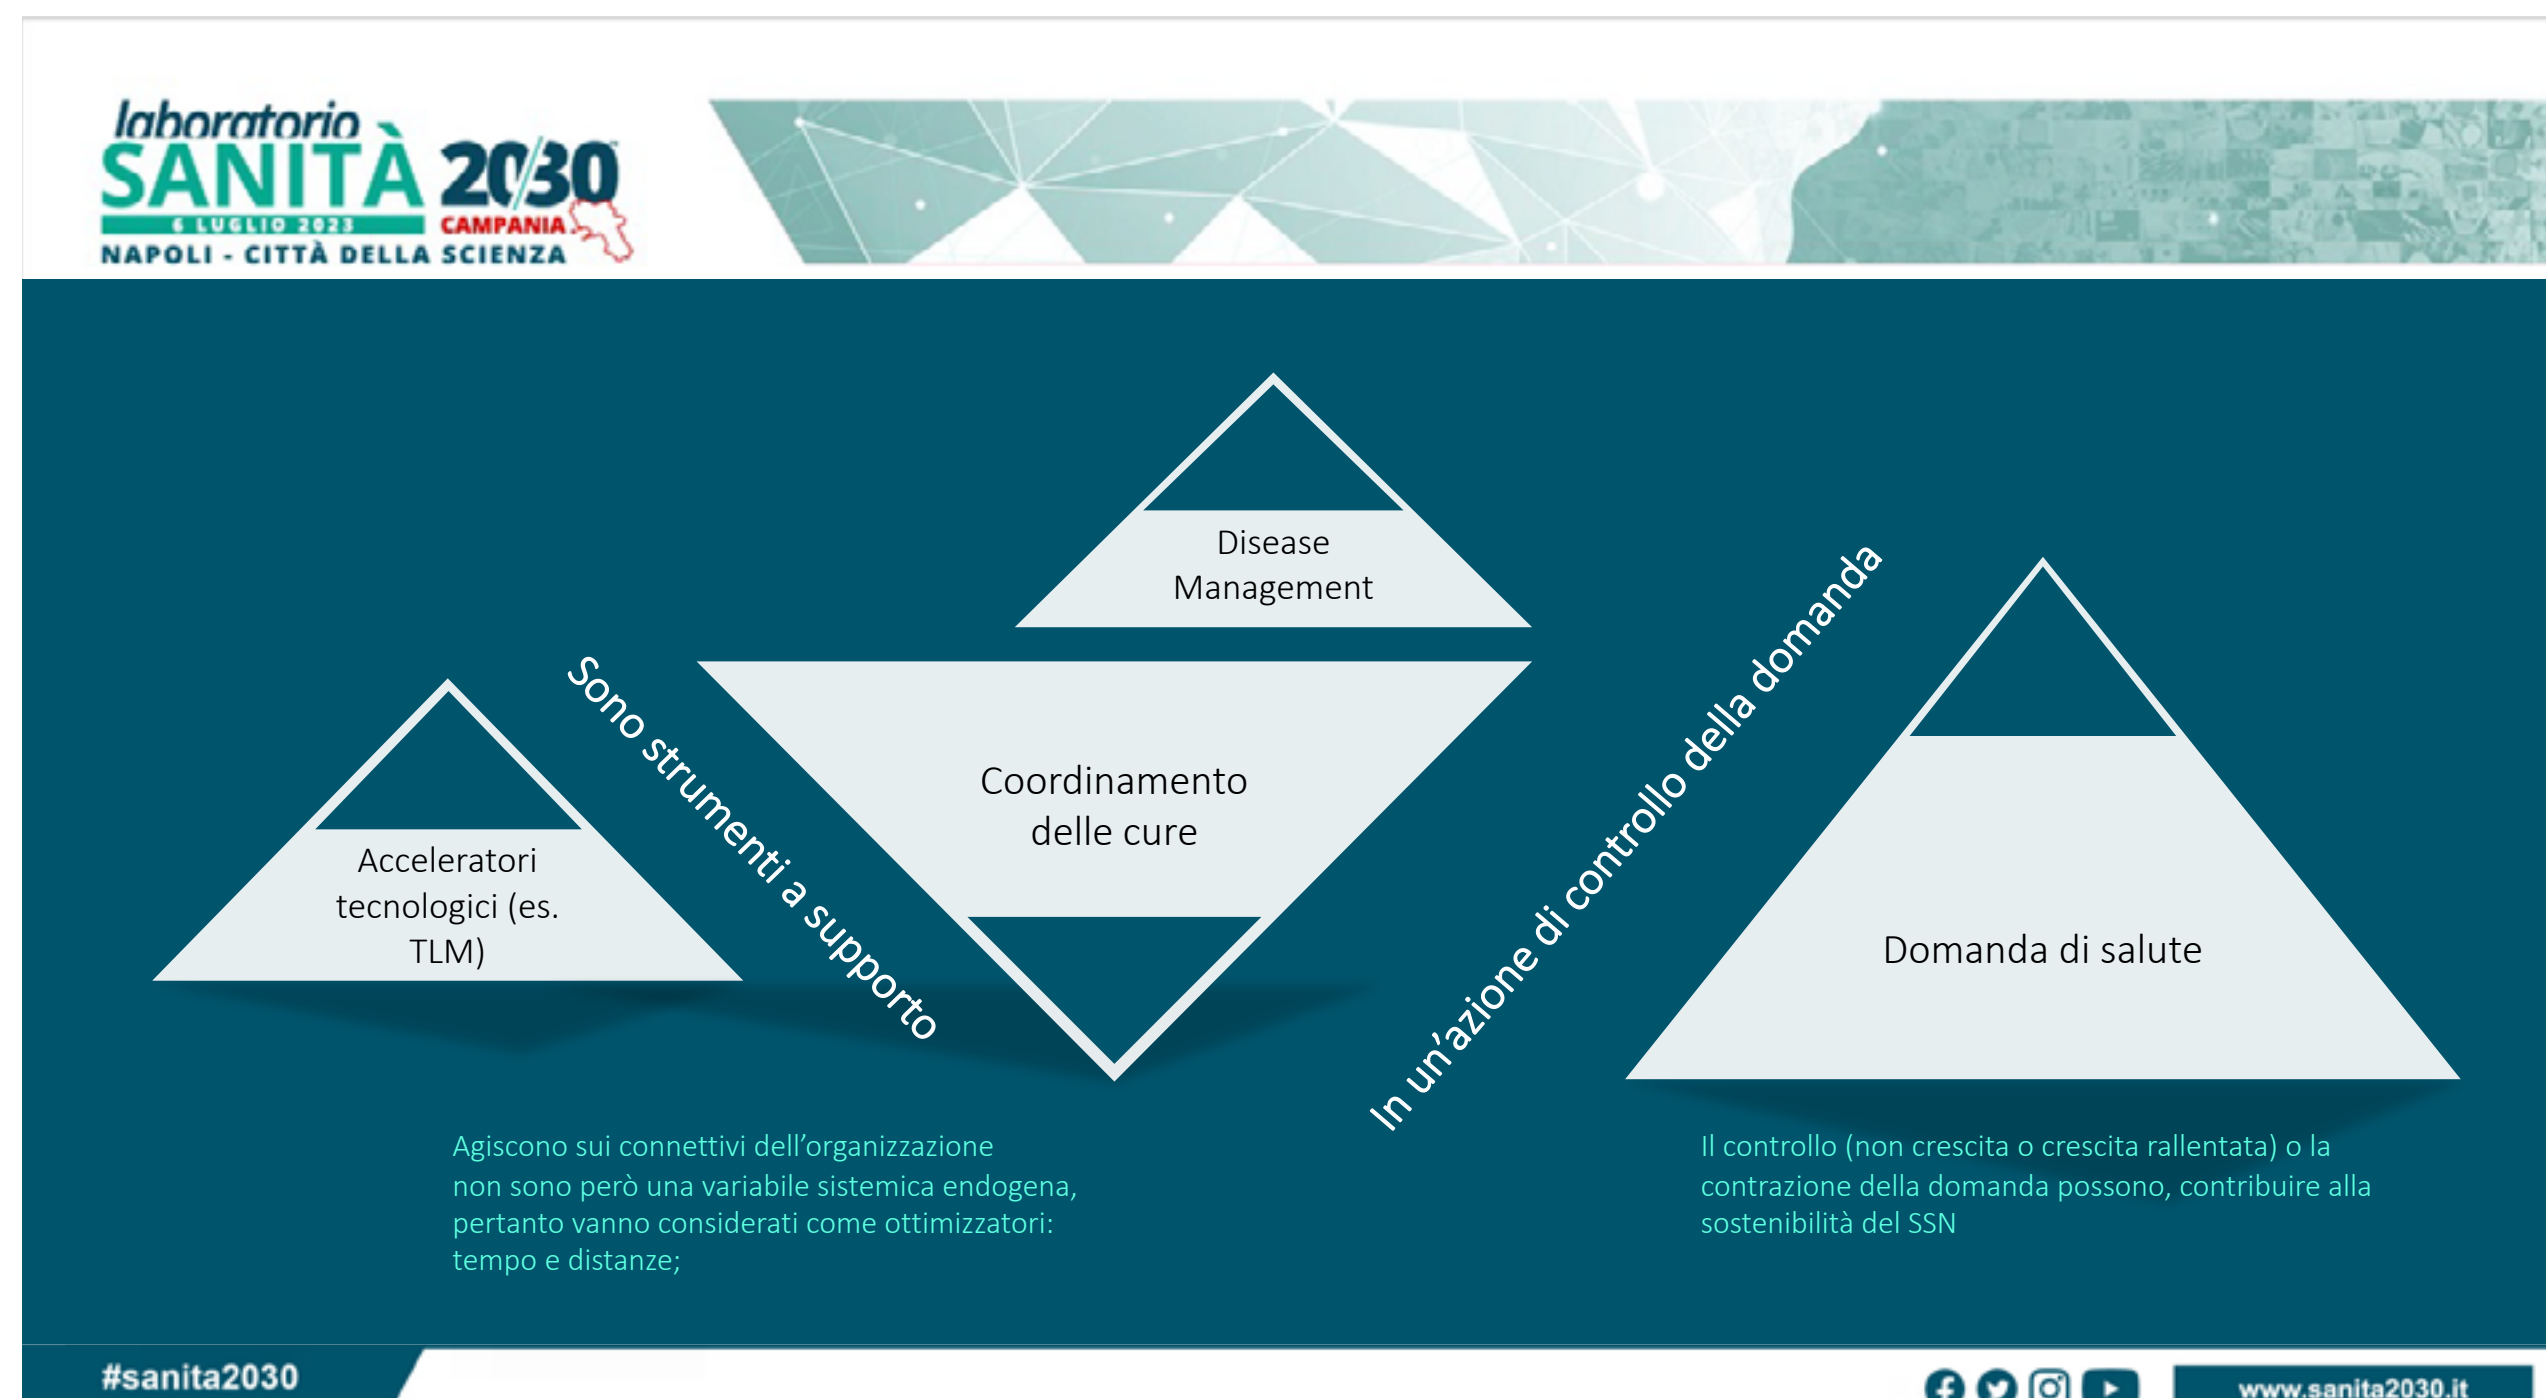 laboratorio
SANITÀ 20/30
6 LUGLIO 2023
CAMPANIA
NAPOLI - CITTÀ DELLA SCIENZA
Disease
Management
Sono strumenti a supporto
In un’azione di controllo della domanda
Coordinamento
delle cure
Acceleratori
tecnologici (es.
TLM)
Domanda di salute
Agiscono sui connettivi dell’organizzazione
non sono però una variabile sistemica endogena,
pertanto vanno considerati come ottimizzatori:
tempo e distanze;
Il controllo (non crescita o crescita rallentata) o la
contrazione della domanda possono, contribuire alla
sostenibilità del SSN
#sanita2030
www.sanita2030.it